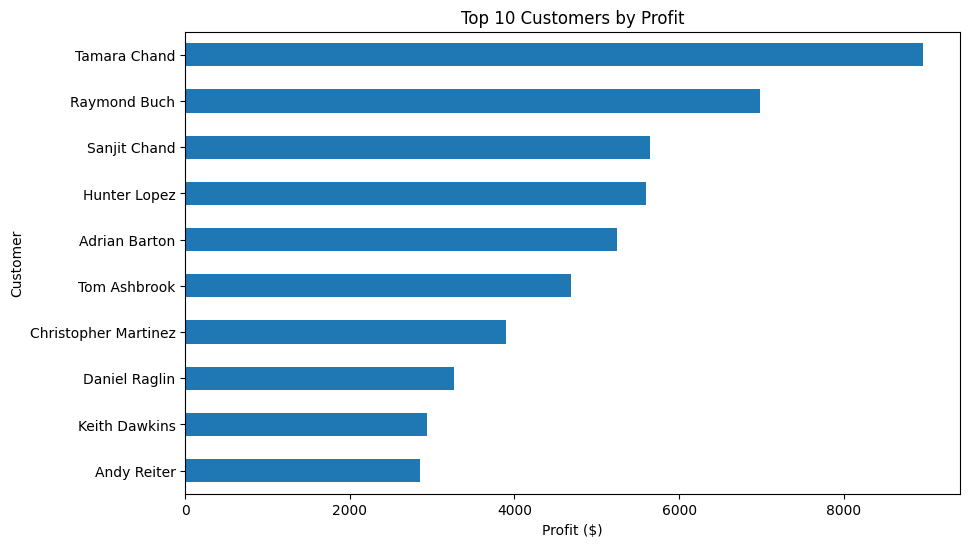 Top 10 Customers by Profit
Customer
Tamara Chand
Raymond Buch
Sanjit Chand
Hunter Lopez
Adrian Barton
Tom Ashbrook
Christopher Martinez
Daniel Raglin
Keith Dawkins
Andy Reiter
0 2000 4000 6000 8000
Profit ($)